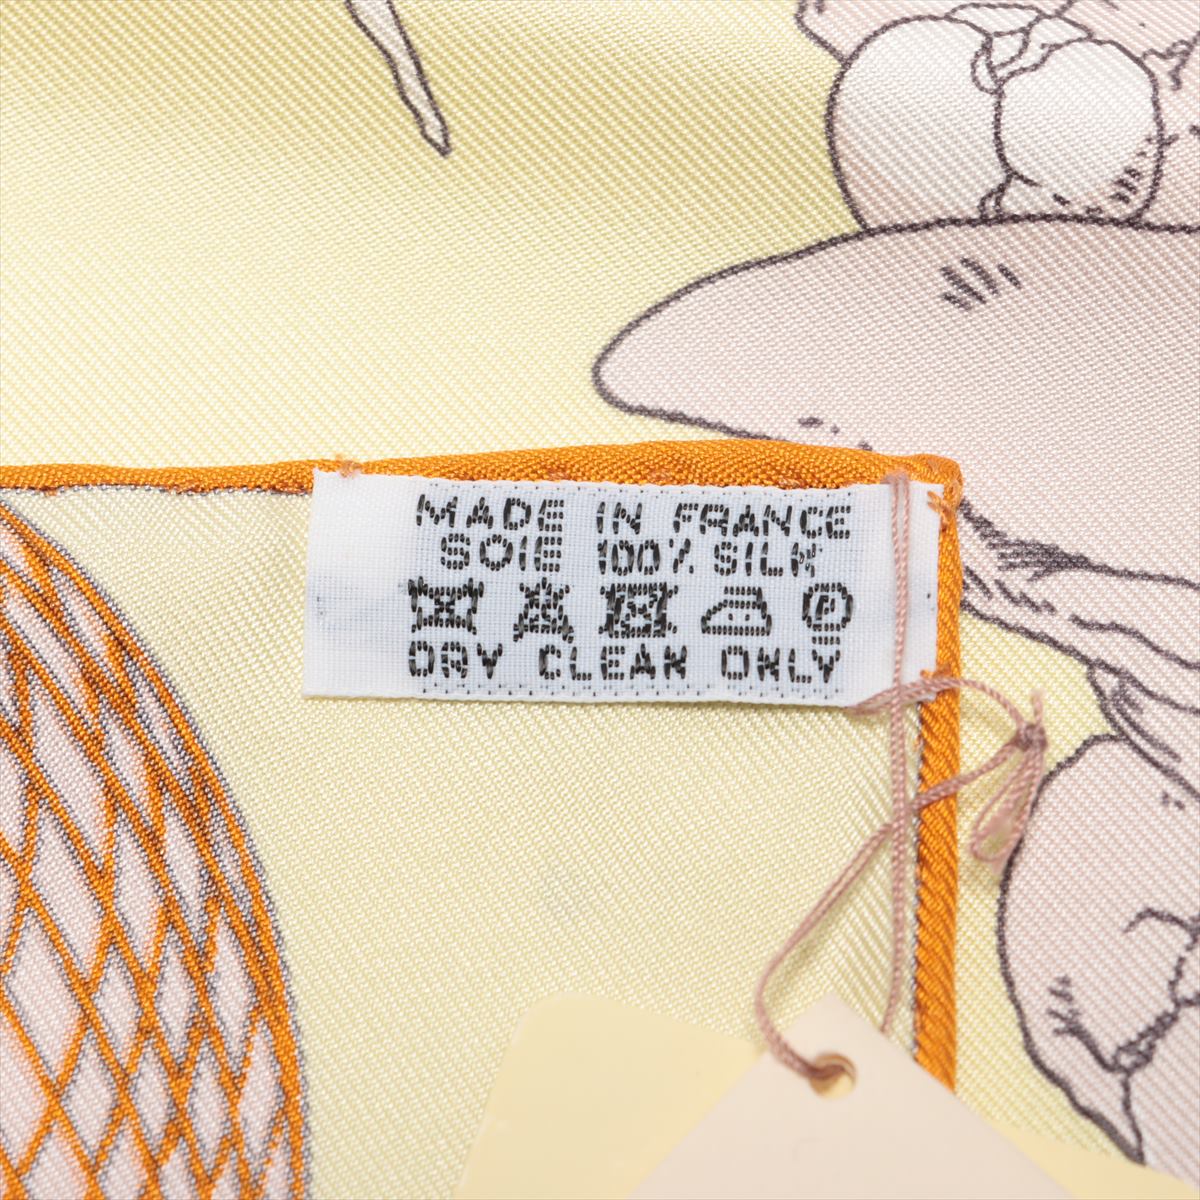 MADE IN FRANCE
SOIE 100% SILK
P
DRY CLEAN ONLY